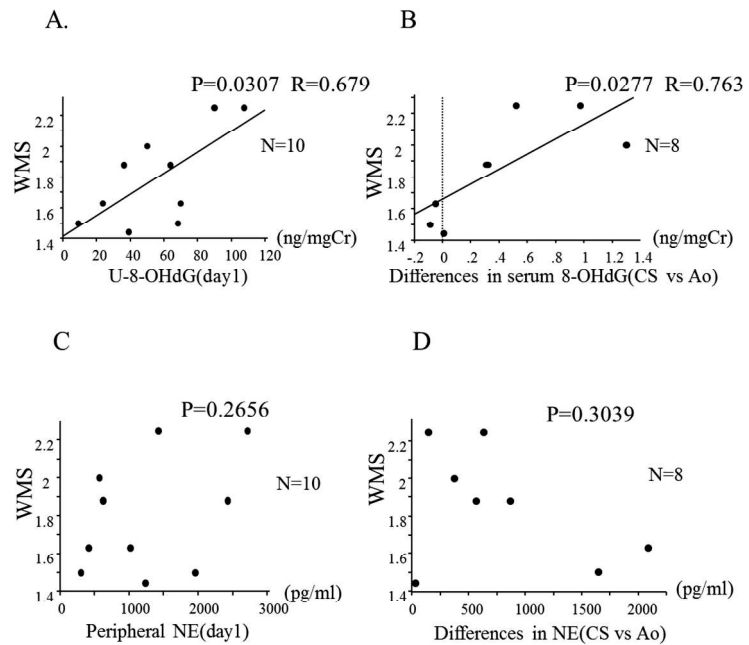 A.
P=0.0307 R=0.679
WMS
2.2
2
1.8
1.6
1.4
N=10
0 20 40 60 80 100 120
(ng/mgCr)
U-8-OHdG(day1)
B
P=0.0277 R=0.763
WMS
2.2
2
1.8
1.6
1.4
N=8
-.2 0 .2 .4 .6 .8 1 1.2 1.4
(ng/mgCr)
Differences in serum 8-OHdG(CS vs Ao)
C
P=0.2656
WMS
2.2
2
1.8
1.6
1.4
N=10
0 1000 2000 3000
(pg/ml)
Peripheral NE(day1)
D
P=0.3039
WMS
2.2
2
1.8
1.6
1.4
N=8
0 500 1000 1500 2000
(pg/ml)
Differences in NE(CS vs Ao)